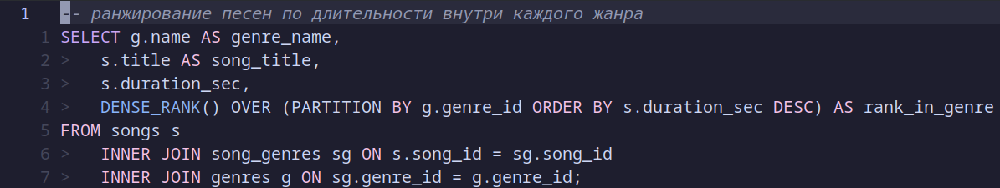 1 -- ранжирование песен по длительности внутри каждого жанра
1 SELECT g.name AS genre_name,
2 >   s.title AS song_title,
3 >   s.duration_sec,
4 >   DENSE_RANK() OVER (PARTITION BY g.genre_id ORDER BY s.duration_sec DESC) AS rank_in_genre
5 FROM songs s
6 >   INNER JOIN song_genres sg ON s.song_id = sg.song_id
7 >   INNER JOIN genres g ON sg.genre_id = g.genre_id;